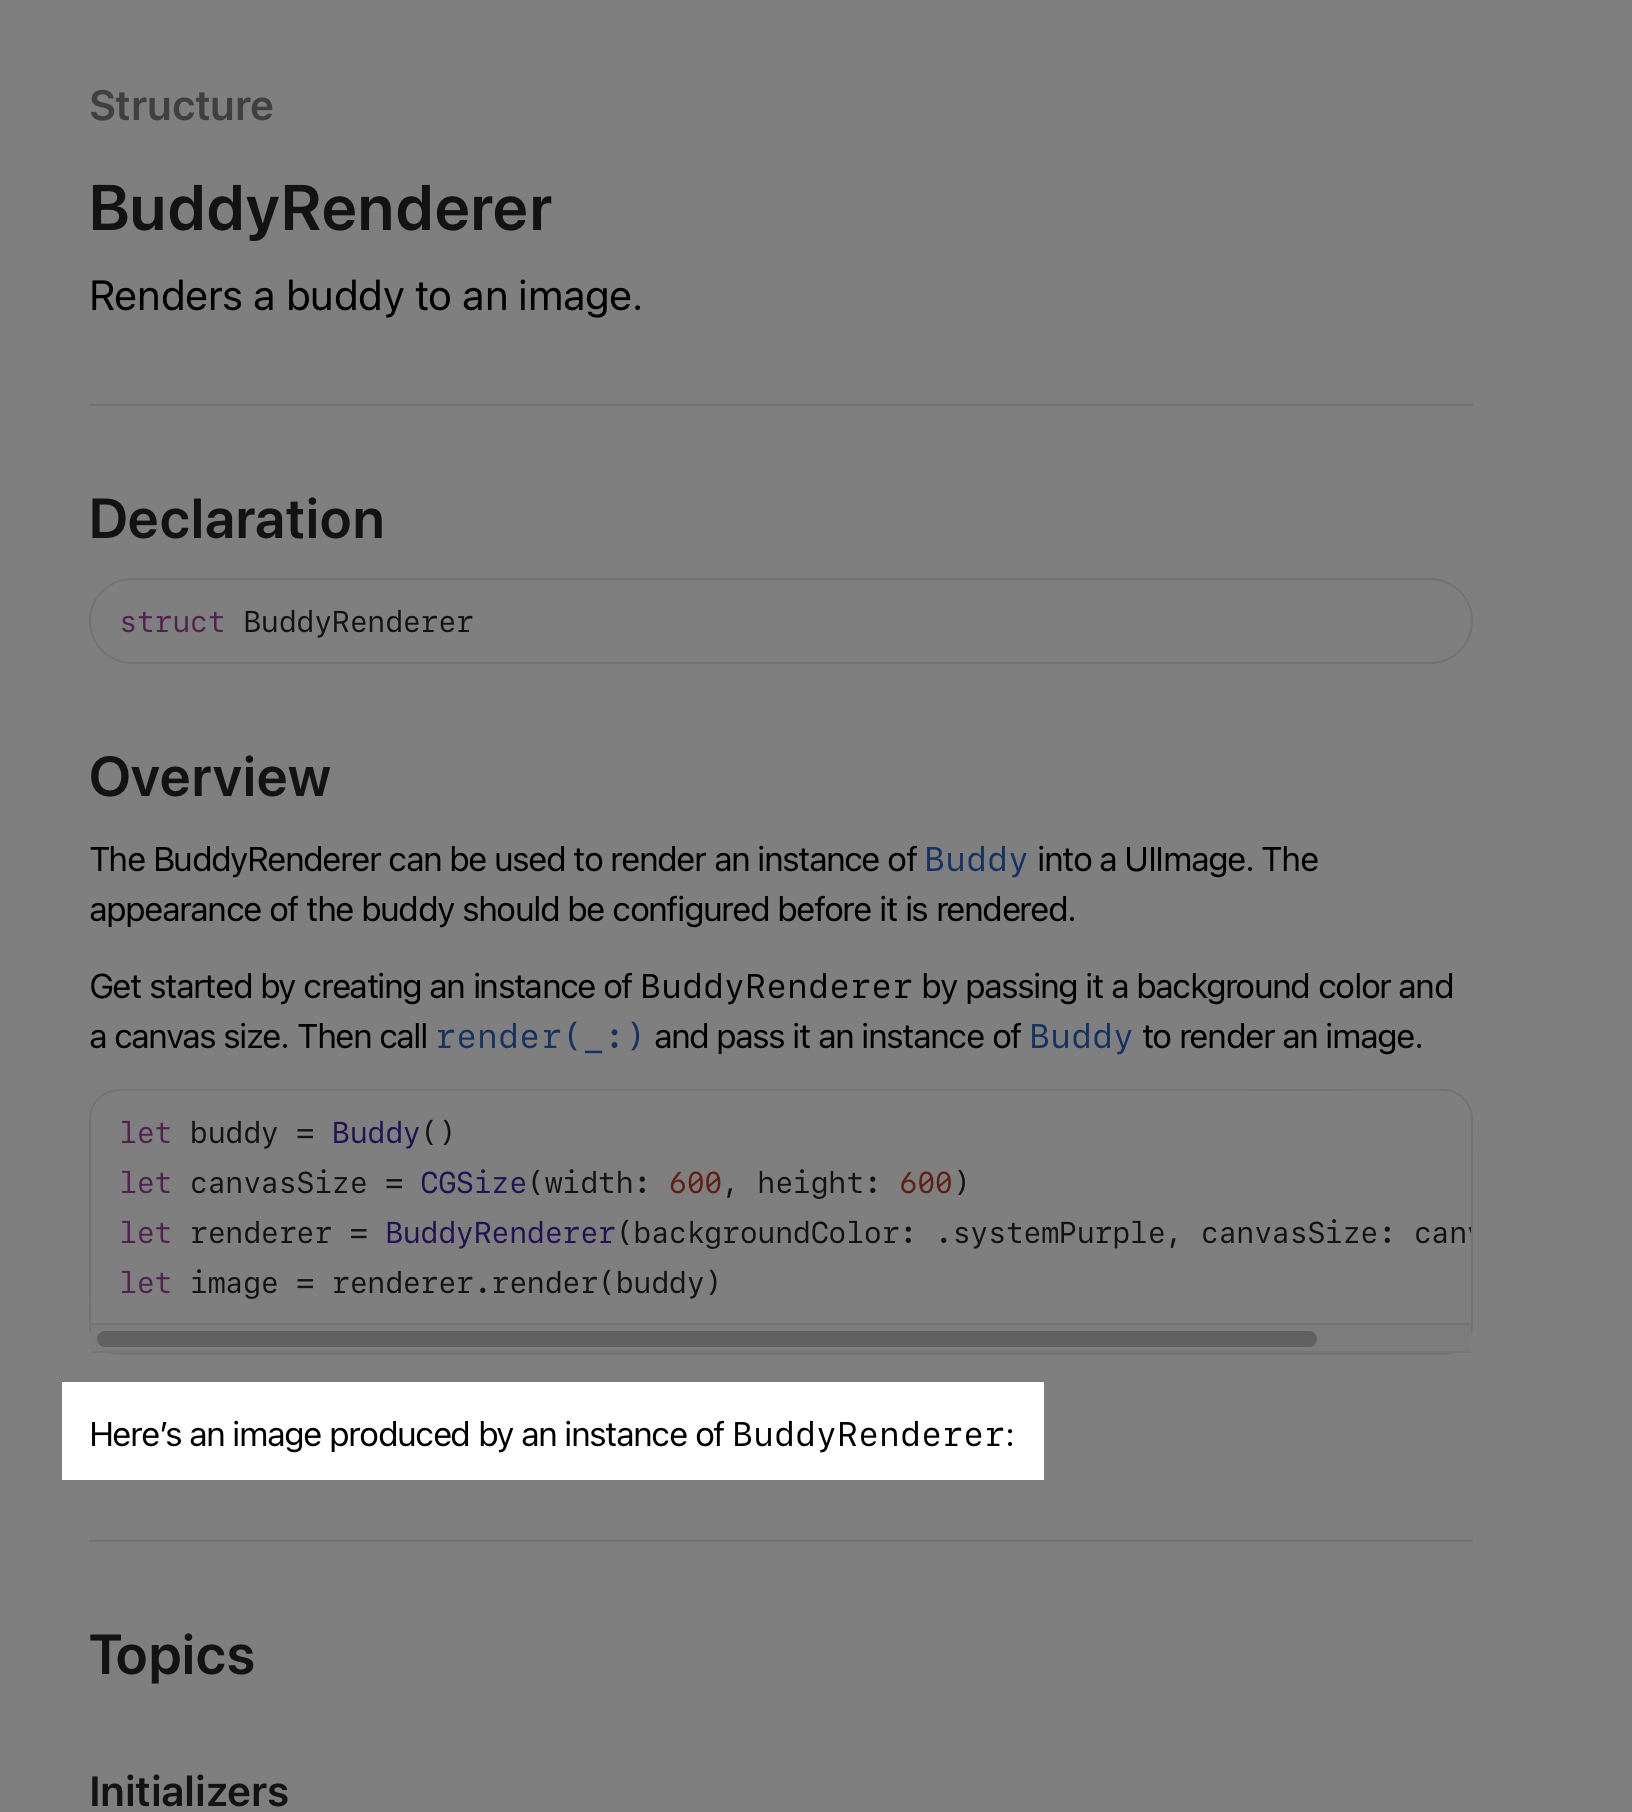 Structure
BuddyRenderer
Renders a buddy to an image.
Declaration
struct BuddyRenderer
Overview
The BuddyRenderer can be used to render an instance of Buddy into a UIImage. The
appearance of the buddy should be configured before it is rendered.
Get started by creating an instance of BuddyRenderer by passing it a background color and
a canvas size. Then call render(_:) and pass it an instance of Buddy to render an image.
let buddy = Buddy()
let canvasSize = CGSize(width: 600, height: 600)
let renderer = BuddyRenderer(backgroundColor: .systemPurple, canvasSize:
let image = renderer.render(buddy)
Here’s an image produced by an instance of BuddyRenderer:
Topics
Initializers